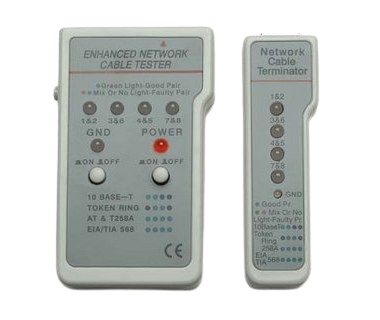 ENHANCED NETWORK
CABLE TESTER
Green Light-Good Pair
Mix or No Light-Faulty Pair
1&2 3&6 4&5 7&8
GND POWER
ON OFF ON OFF
10 BASE-T
TOKEN RING
AT & T258A
EIA/TIA 568
CE
Network
Cable
Terminator
1&2
3&6
4&5
7&8
GND
Good Pr.
Mix Or No
Light-Faulty Pr.
10BaseT
Token
Ring
258A
EIA
TIA 568